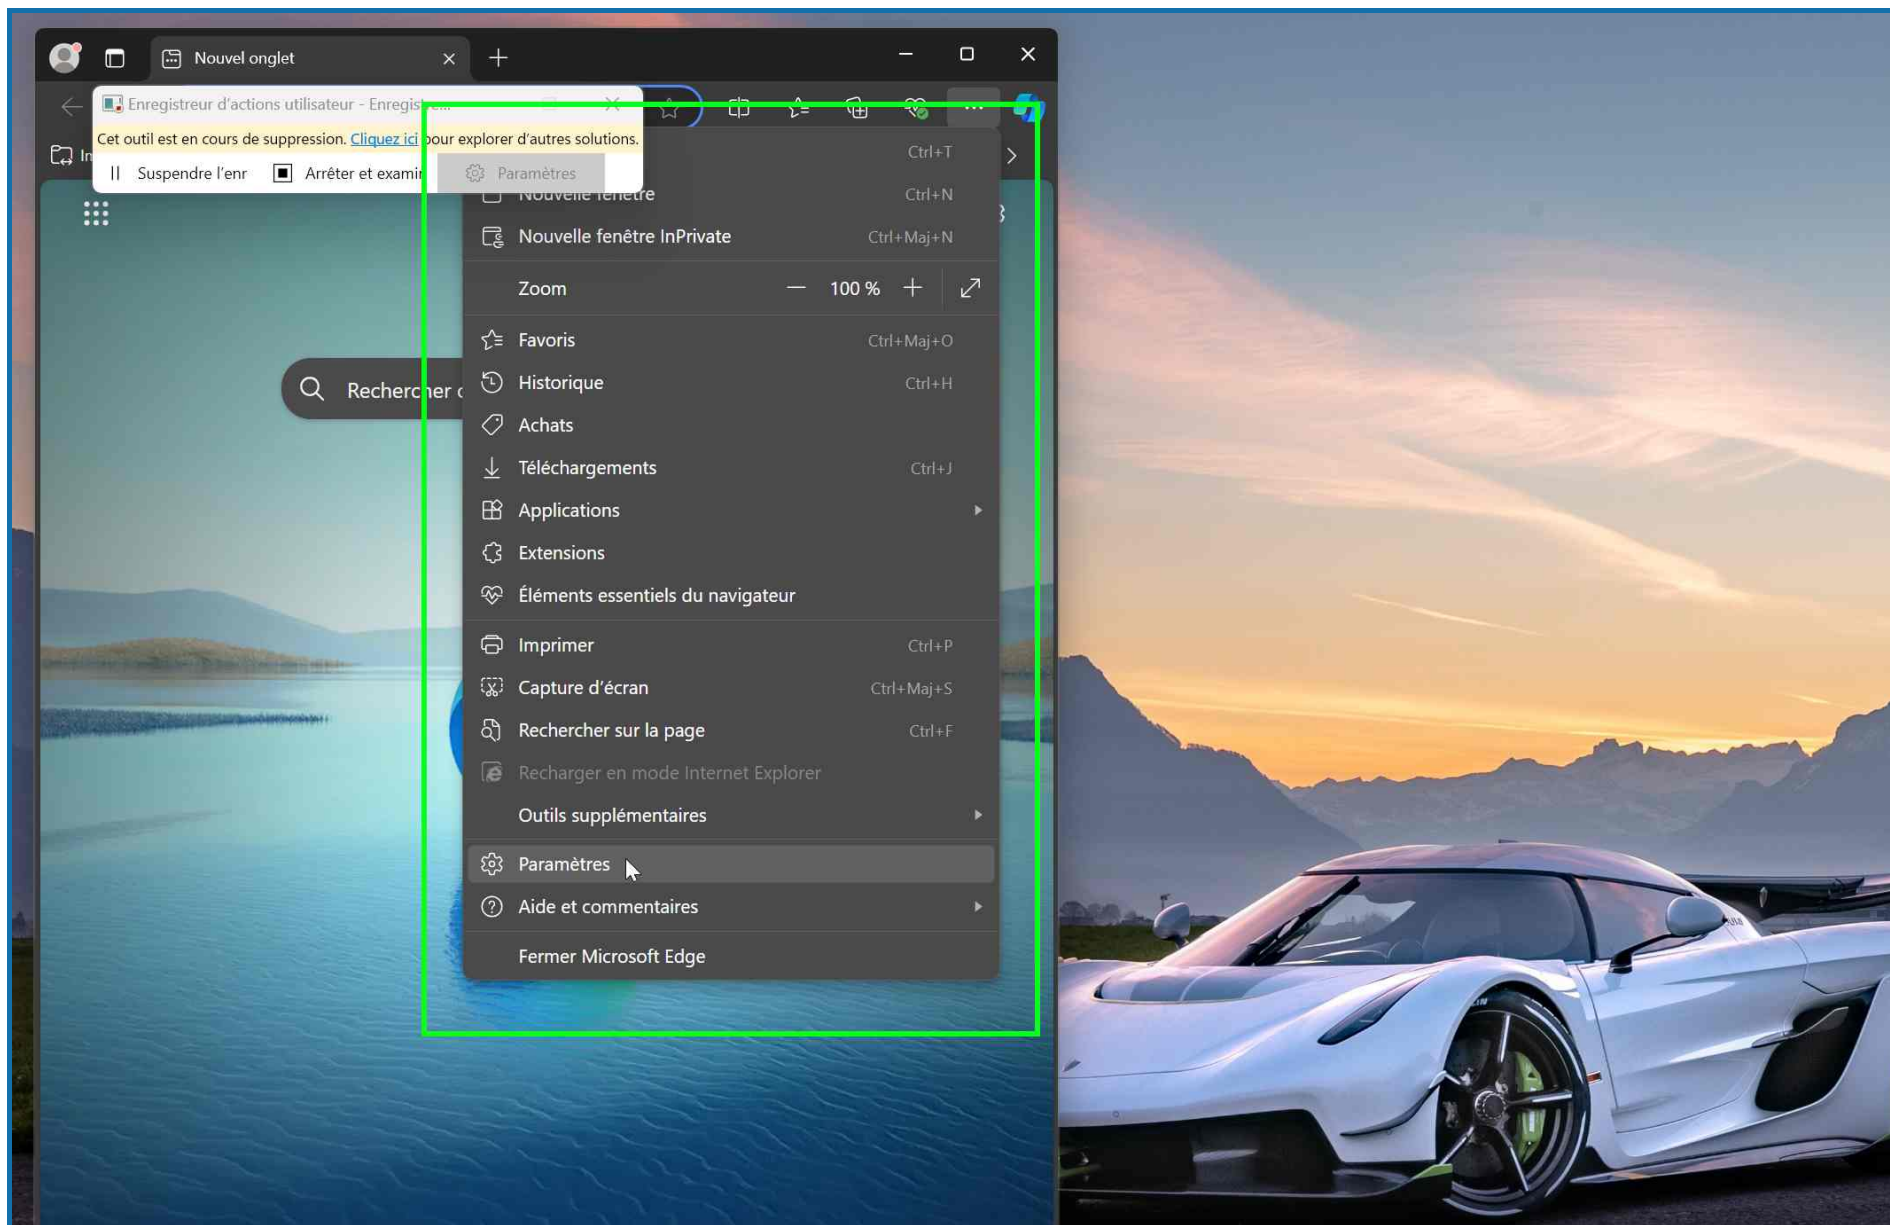 Nouvel onglet
Enregistreur d'actions utilisateur - Enregistre...
Cet outil est en cours de suppression. Cliquez ici pour explorer d'autres solutions.
Suspendre l'enr Arrêter et examin Paramètres
Ctrl+T
Nouvelle fenêtre Ctrl+N
Nouvelle fenêtre InPrivate Ctrl+Maj+N
Zoom 100 %
Rechercher
Favoris Ctrl+Maj+O
Historique Ctrl+H
Achats
Téléchargements Ctrl+J
Applications
Extensions
Éléments essentiels du navigateur
Imprimer Ctrl+P
Capture d'écran Ctrl+Maj+S
Rechercher sur la page Ctrl+F
Recharger en mode Internet Explorer
Outils supplémentaires
Paramètres
Aide et commentaires
Fermer Microsoft Edge